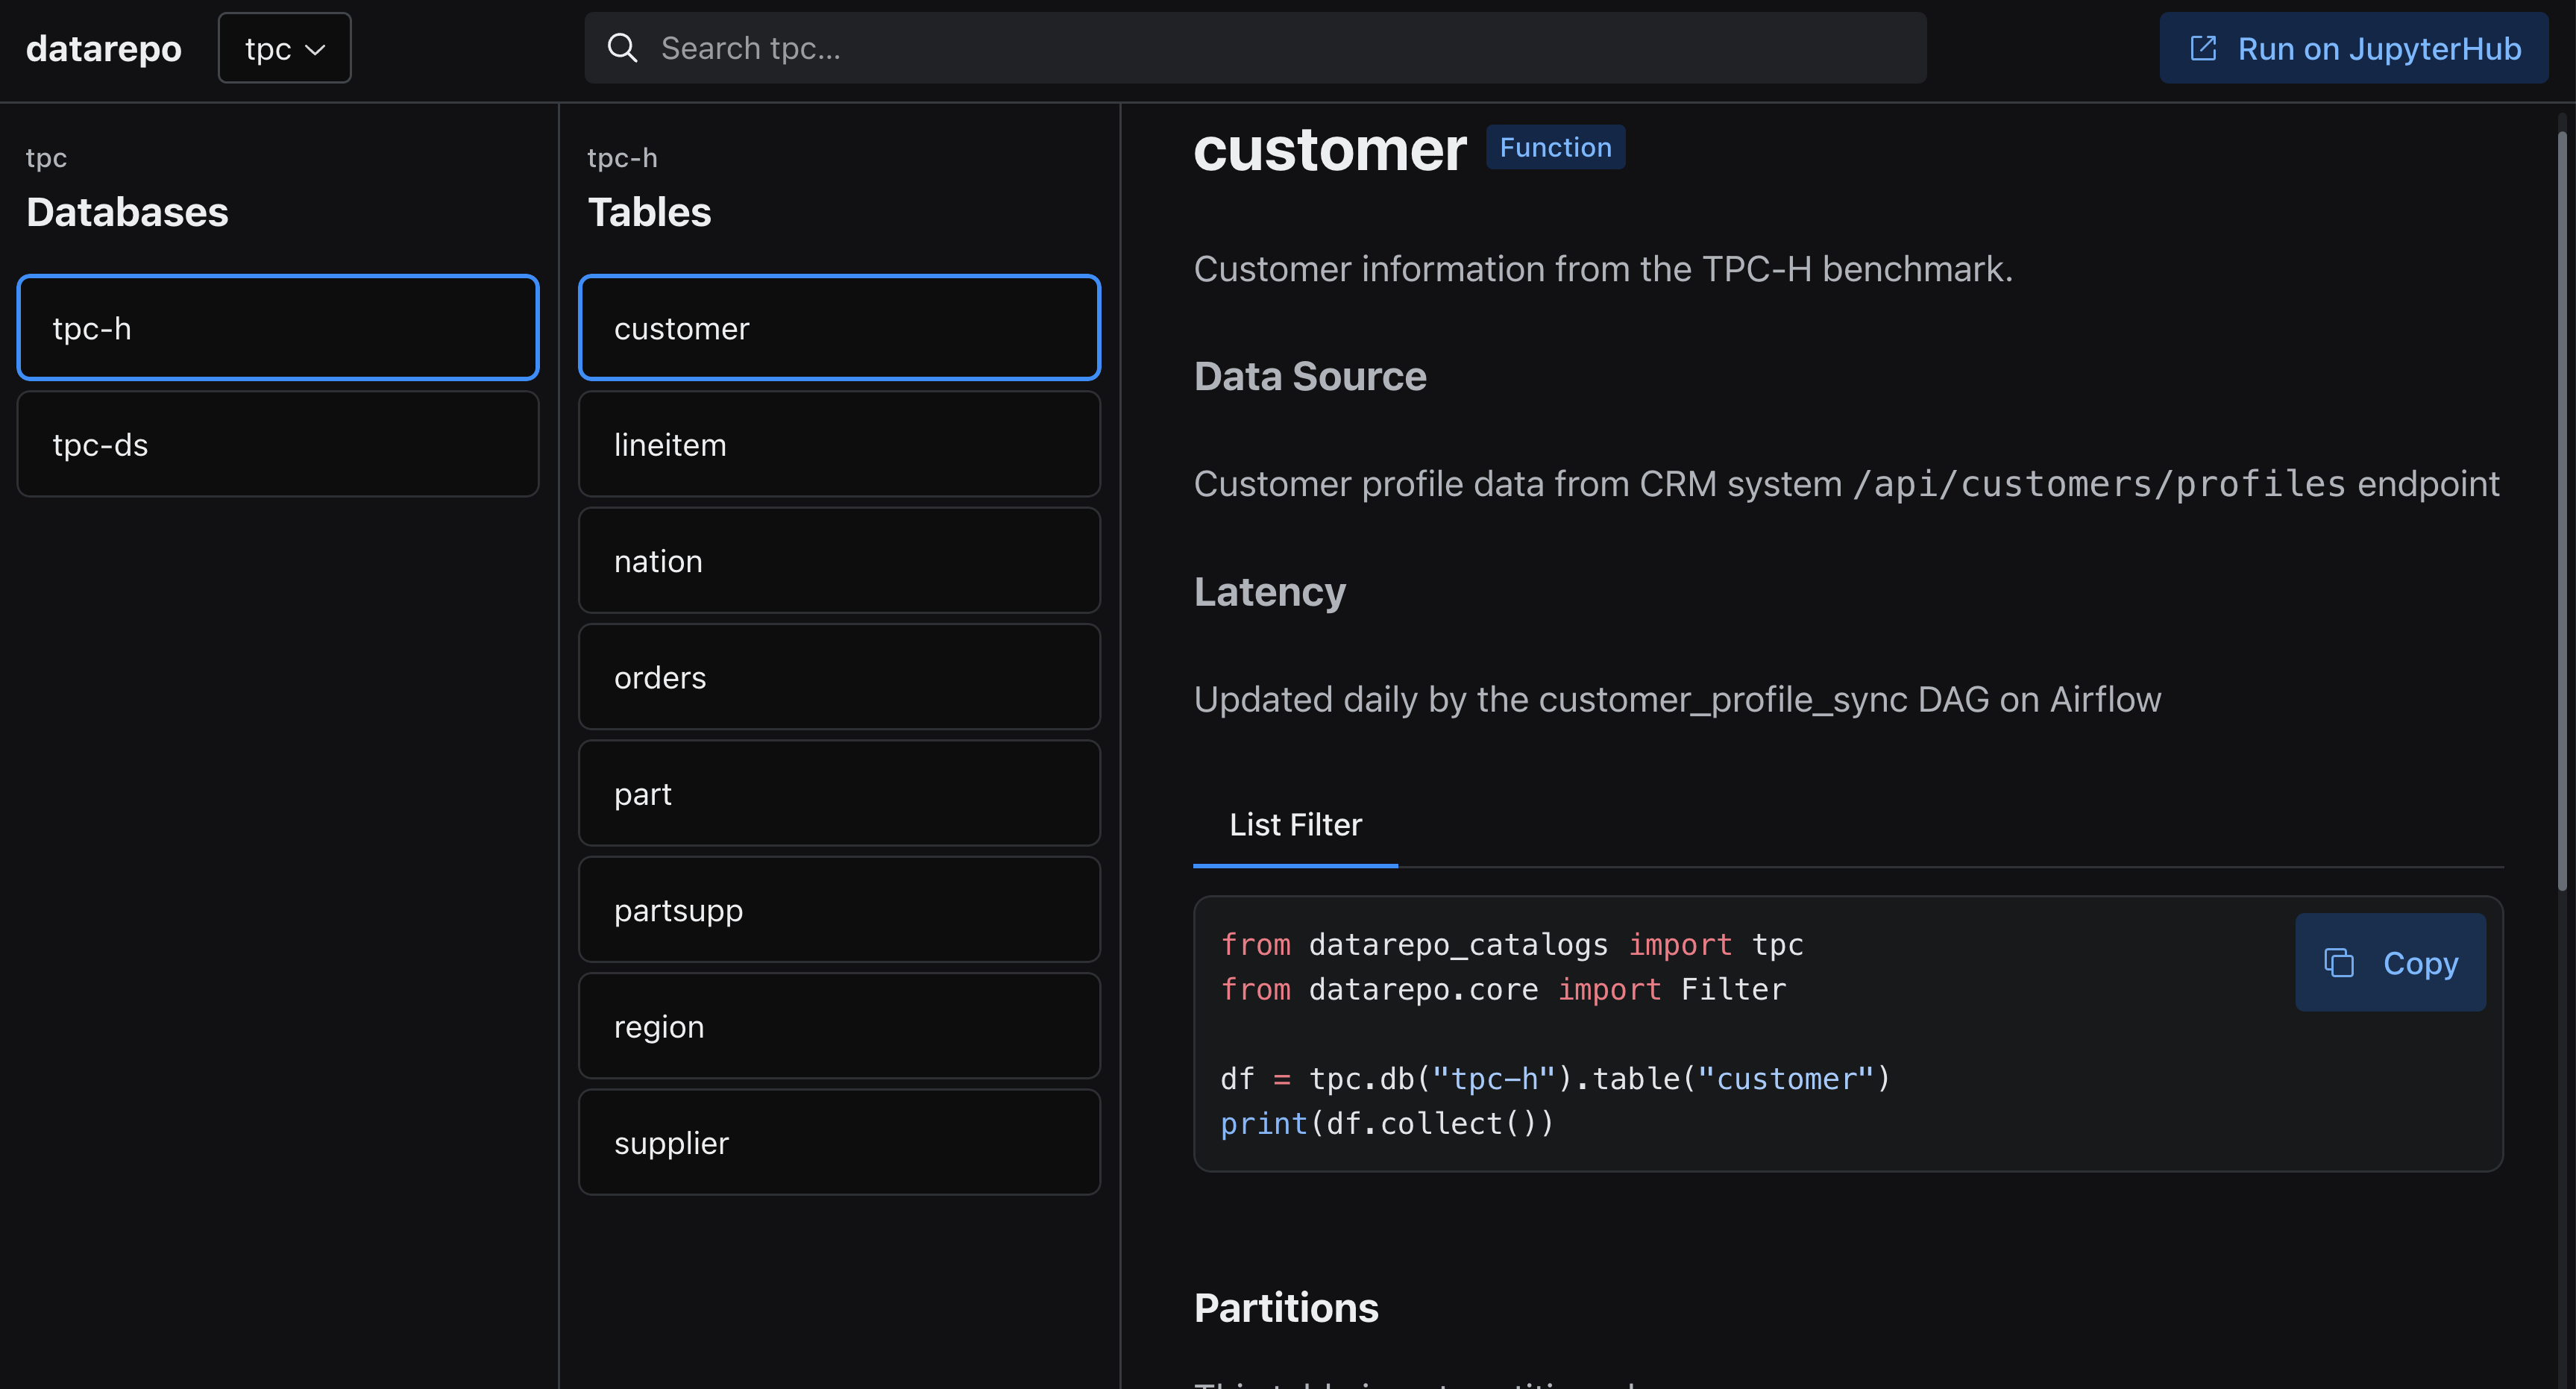 datarepo
tpc
Search tpc...
Run on JupyterHub
tpc
Databases
tpc-h
tpc-ds
tpc-h
Tables
customer
lineitem
nation
orders
part
partsupp
region
supplier
customer Function
Customer information from the TPC-H benchmark.
Data Source
Customer profile data from CRM system /api/customers/profiles endpoint
Latency
Updated daily by the customer_profile_sync DAG on Airflow
List Filter
from datarepo_catalogs import tpc
from datarepo.core import Filter
df = tpc.db("tpc-h").table("customer")
print(df.collect())
Copy
Partitions